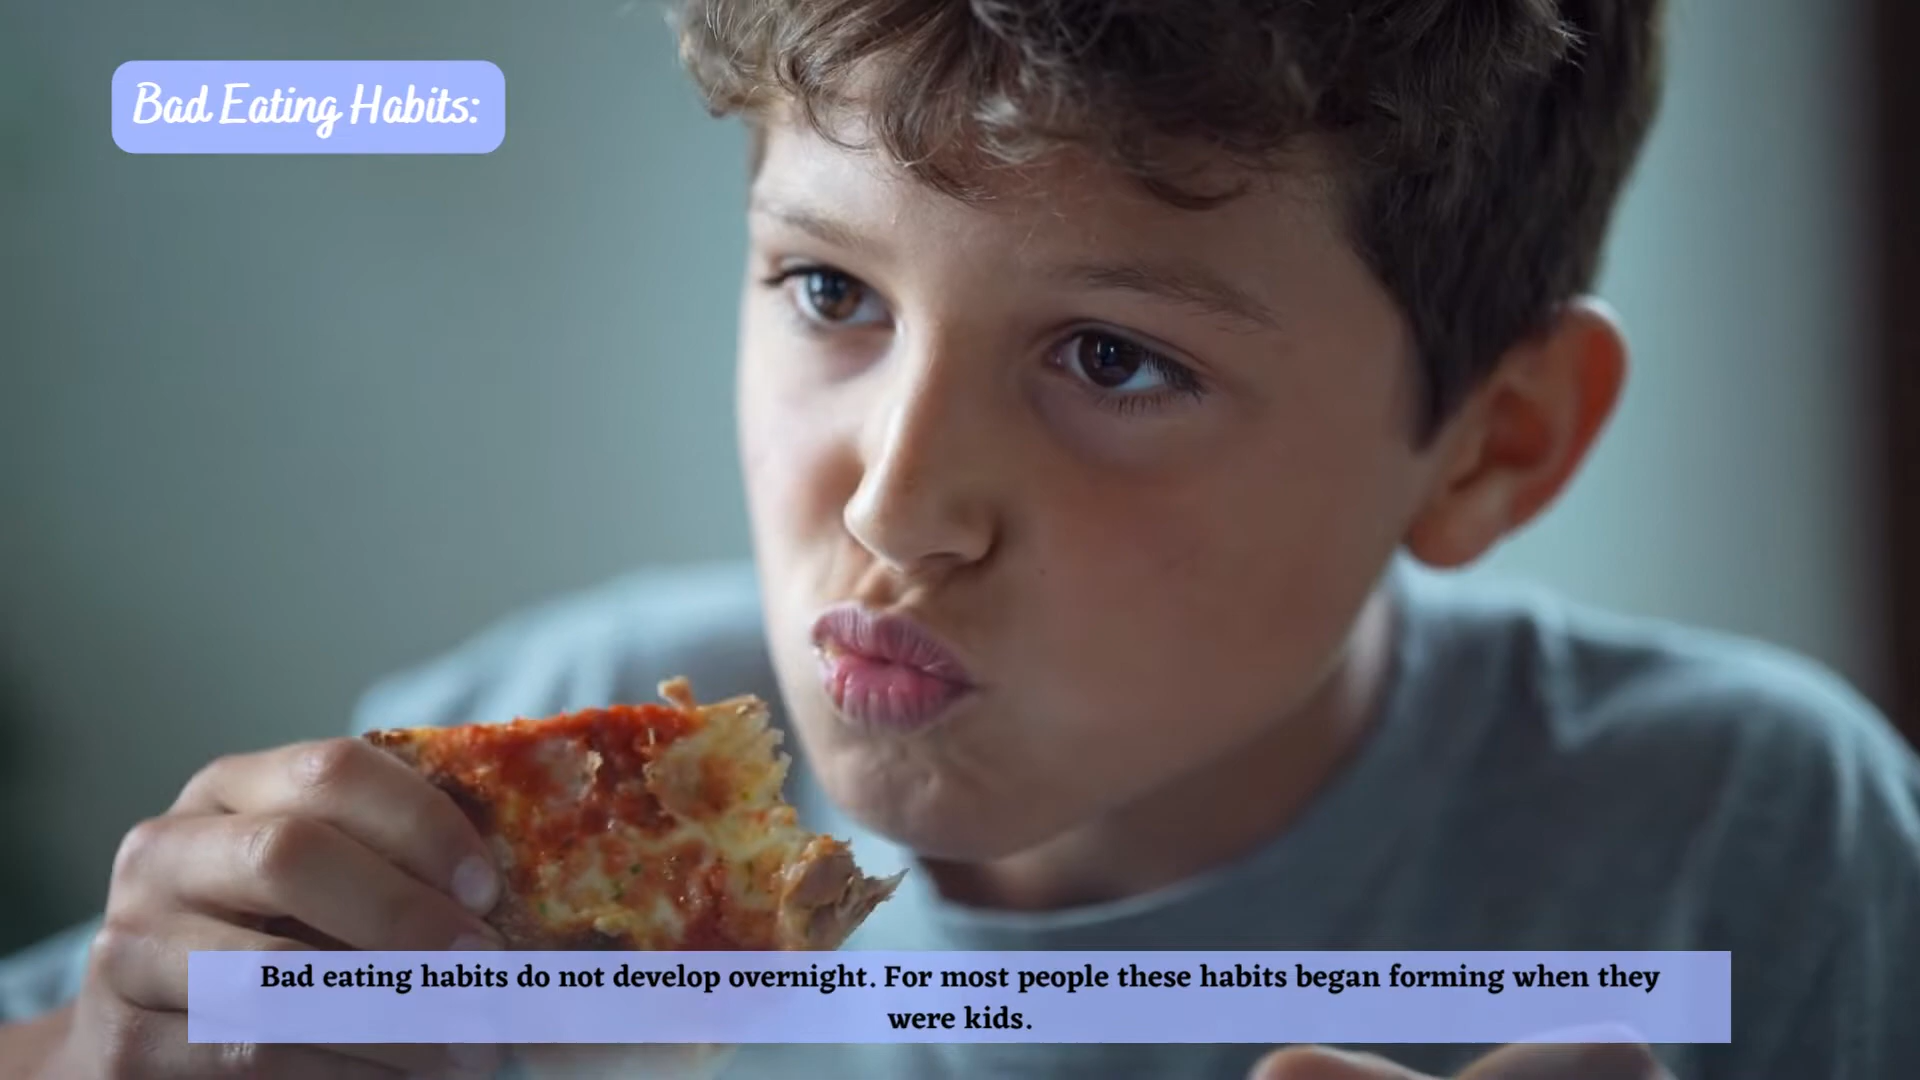 Bad Eating Habits:
Bad eating habits do not develop overnight. For most people these habits began forming when they
were kids.